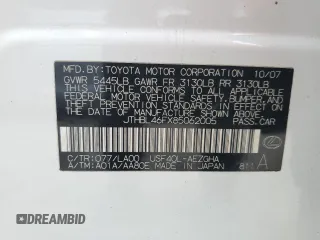 MFD.BY:TOYOTA MOTOR CORPORATION 10/07
GVWR 5445LB GAWR FR 3130LB RR 3130LB
THIS VEHICLE CONFORMS TO ALL APPLICABLE
FEDERAL MOTOR VEHICLE SAFETY, BUMPER, AND
THEFT PREVENTION STANDARDS IN EFFECT ON
THE DATE OF MANUFACTURE SHOWN ABOVE.
JTHBL46FX85062005 PASS.CAR
C/TR:077/LA00 USF40L-AEZGHA
A/TM:A01A/AA80E MADE IN JAPAN A